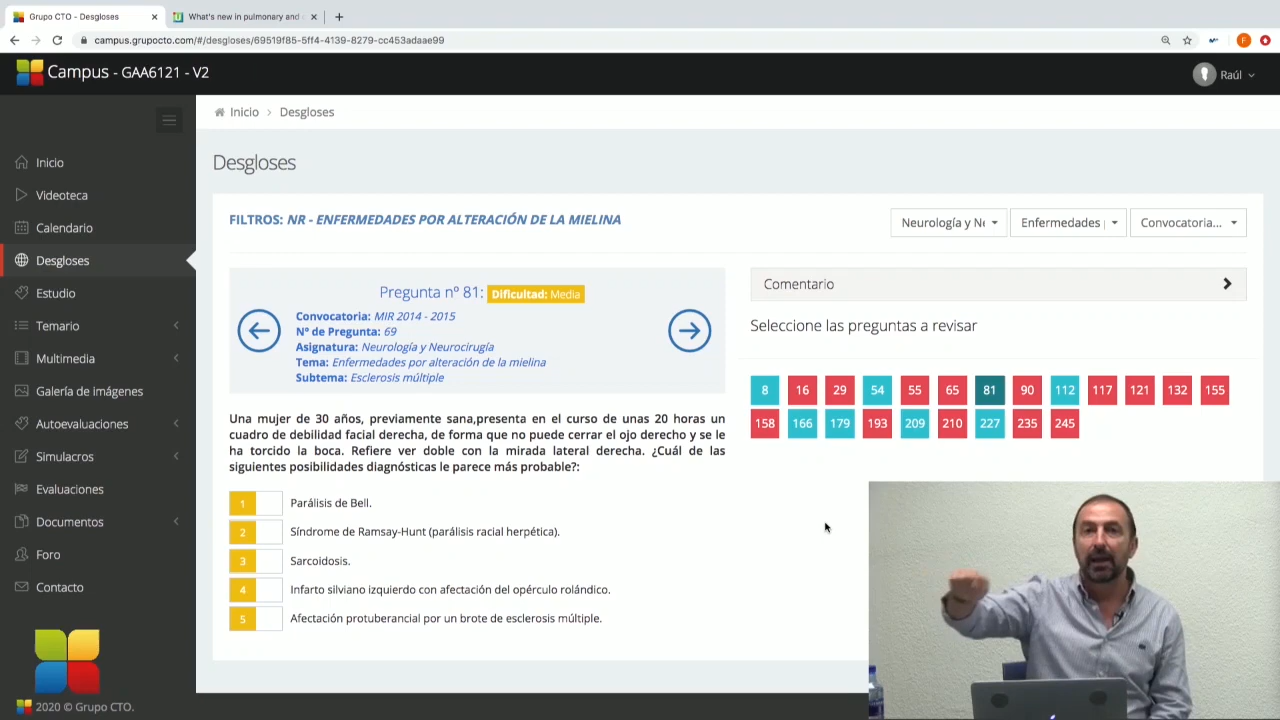 Grupo CTO - Desgloses
What's new in pulmonary and
campus.grupocto.com/#/desgloses/69519f85-5ff4-4139-8279-cc453adaae99
F
Campus - GAA6121 - V2
Raúl
Inicio
Videoteca
Calendario
Desgloses
Estudio
Temario
Multimedia
Galería de imágenes
Autoevaluaciones
Simulacros
Evaluaciones
Documentos
Foro
Contacto
2020 © Grupo CTO.
Inicio > Desgloses
Desgloses
FILTROS: NR - ENFERMEDADES POR ALTERACIÓN DE LA MIELINA
Neurología y Ne
Enfermedades
Convocatoria...
Pregunta nº 81: Dificultad: Media
Convocatoria: MIR 2014 - 2015
Nº de Pregunta: 69
Asignatura: Neurología y Neurocirugía
Tema: Enfermedades por alteración de la mielina
Subtema: Esclerosis múltiple
Una mujer de 30 años, previamente sana,presenta en el curso de unas 20 horas un
cuadro de debilidad facial derecha, de forma que no puede cerrar el ojo derecho y se le
ha torcido la boca. Refiere ver doble con la mirada lateral derecha. ¿Cuál de las
siguientes posibilidades diagnósticas le parece más probable?:
1 Parálisis de Bell.
2 Síndrome de Ramsay-Hunt (parálisis racial herpética).
3 Sarcoidosis.
4 Infarto silviano izquierdo con afectación del opérculo rolándico.
5 Afectación protuberancial por un brote de esclerosis múltiple.
Comentario
Seleccione las preguntas a revisar
8 16 29 54 55 65 81 90 112 117 121 132 155
158 166 179 193 209 210 227 235 245